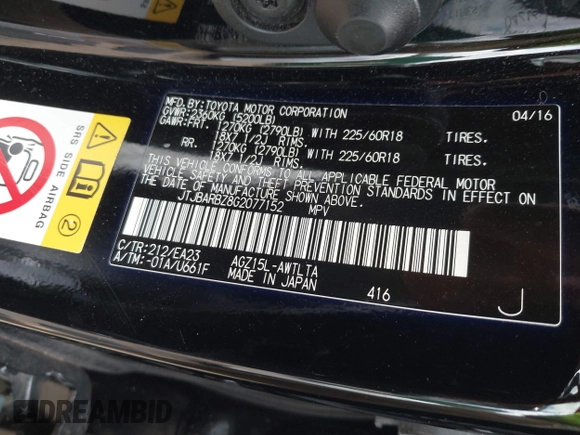 MFD.BY:TOYOTA MOTOR CORPORATION 04/16
GVWR:2360KG (5200LB)
GAWR:FRT. 1270KG (2790LB) WITH 225/60R18 TIRES.
18X7 1/2J RIMS.
RR. 1270KG (2790LB) WITH 225/60R18 TIRES.
18X7 1/2J RIMS.
THIS VEHICLE CONFORMS TO ALL APPLICABLE FEDERAL MOTOR
VEHICLE SAFETY AND THEFT PREVENTION STANDARDS IN EFFECT ON
THE DATE OF MANUFACTURE SHOWN ABOVE.
JTJBARBZ8G2077152 MPV
C/TR:212/EA23 AGZ15L-AWTLTA
A/TM:-01A/U661F MADE IN JAPAN 416 J
SRS SIDE AIRBAG
2
DREAMBID